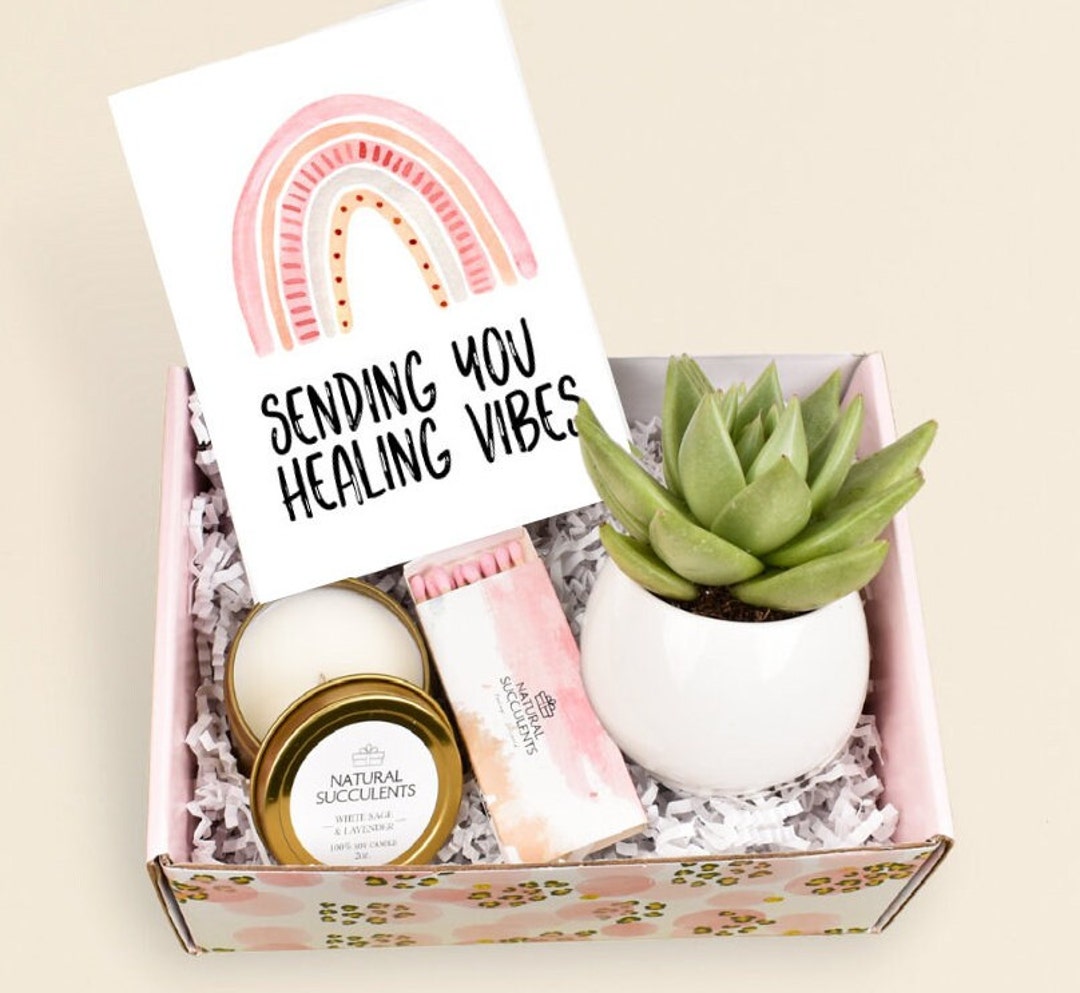 SENDING YOU
HEALING VIBES
NATURAL
SUCCULENTS
NATURAL
SUCCULENTS
WHITE SAGE
& LAVENDER
100% SOY CANDLE
2oz.